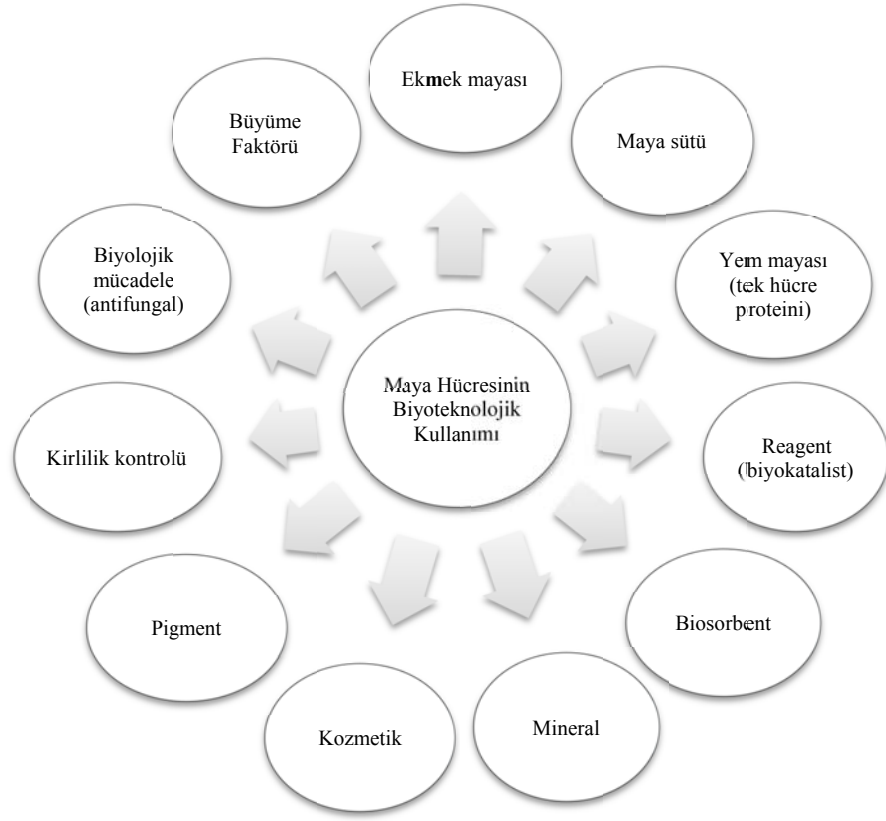 Ekmek mayası
Maya sütü
Yem mayası
(tek hücre
proteini)
Reagent
(biyokatalist)
Biosorbent
Mineral
Kozmetik
Pigment
Kirlilik kontrolü
Biyolojik
mücadele
(antifungal)
Büyüme
Faktörü
Maya Hücresinin
Biyoteknolojik
Kullanımı